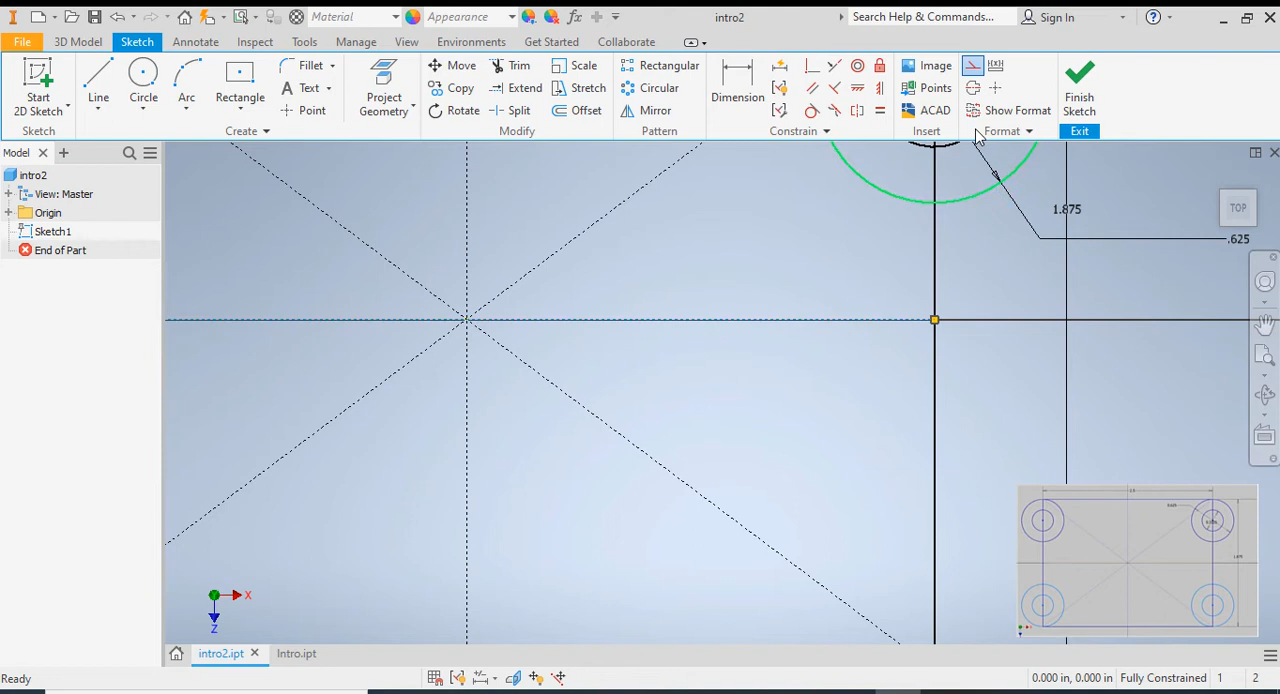 Material
Appearance
fx
intro2
Search Help & Commands...
Sign In
File
3D Model
Sketch
Annotate
Inspect
Tools
Manage
View
Environments
Get Started
Collaborate
Start
2D Sketch
Line
Circle
Arc
Rectangle
Fillet
Text
Point
Project
Geometry
Move
Copy
Rotate
Trim
Extend
Split
Scale
Stretch
Offset
Rectangular
Circular
Mirror
Dimension
Image
Points
ACAD
Show Format
Finish
Sketch
Sketch
Create
Modify
Pattern
Constrain
Insert
Format
Exit
Model
intro2
View: Master
Origin
Sketch1
End of Part
1.875
.625
TOP
X
Z
intro2.ipt
Intro.ipt
Ready
0.000 in, 0.000 in
Fully Constrained
1
2